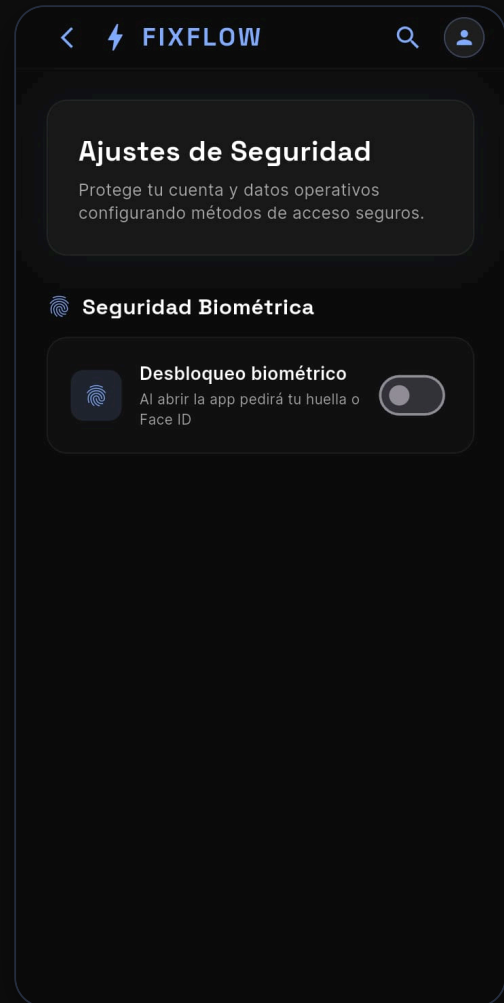 FIXFLOW
Ajustes de Seguridad
Protege tu cuenta y datos operativos
configurando métodos de acceso seguros.
Seguridad Biométrica
Desbloqueo biométrico
Al abrir la app pedirá tu huella o
Face ID